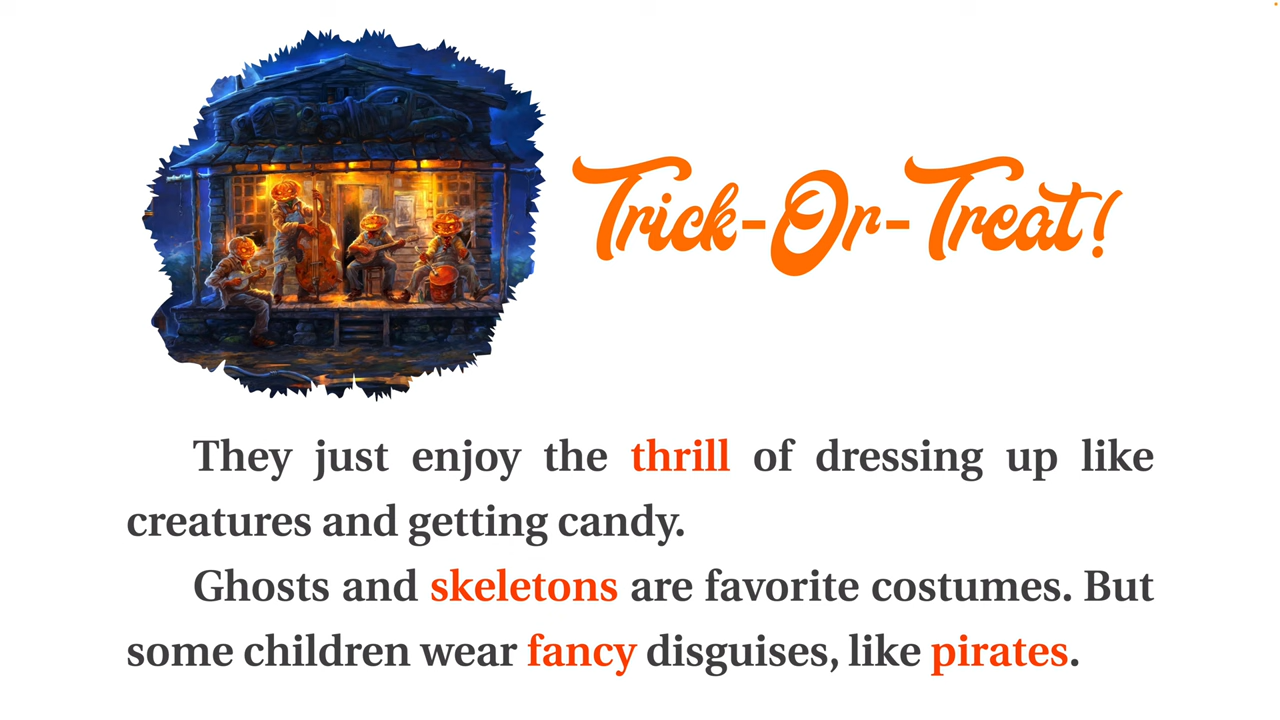 Trick-Or-Treat!
They just enjoy the thrill of dressing up like
creatures and getting candy.
Ghosts and skeletons are favorite costumes. But
some children wear fancy disguises, like pirates.